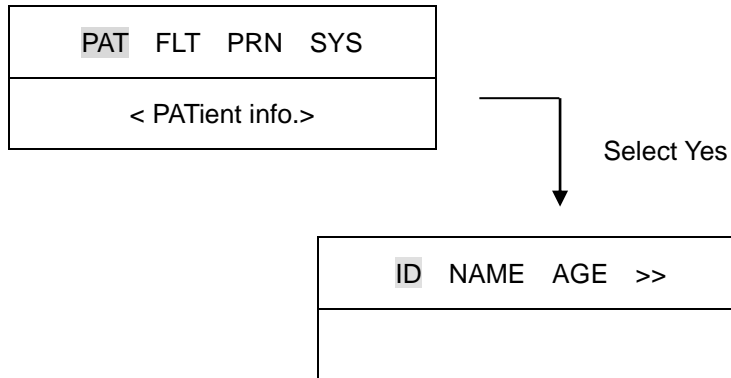 PAT FLT PRN SYS
< PATient info.>
Select Yes
ID NAME AGE >>